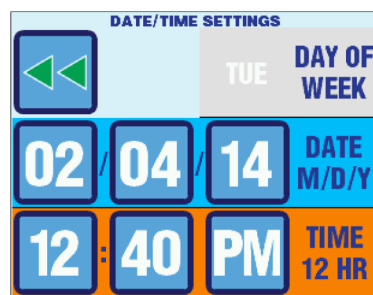 DATE/TIME SETTINGS
TUE DAY OF WEEK
02/04/14 DATE M/D/Y
12:40 PM TIME 12 HR